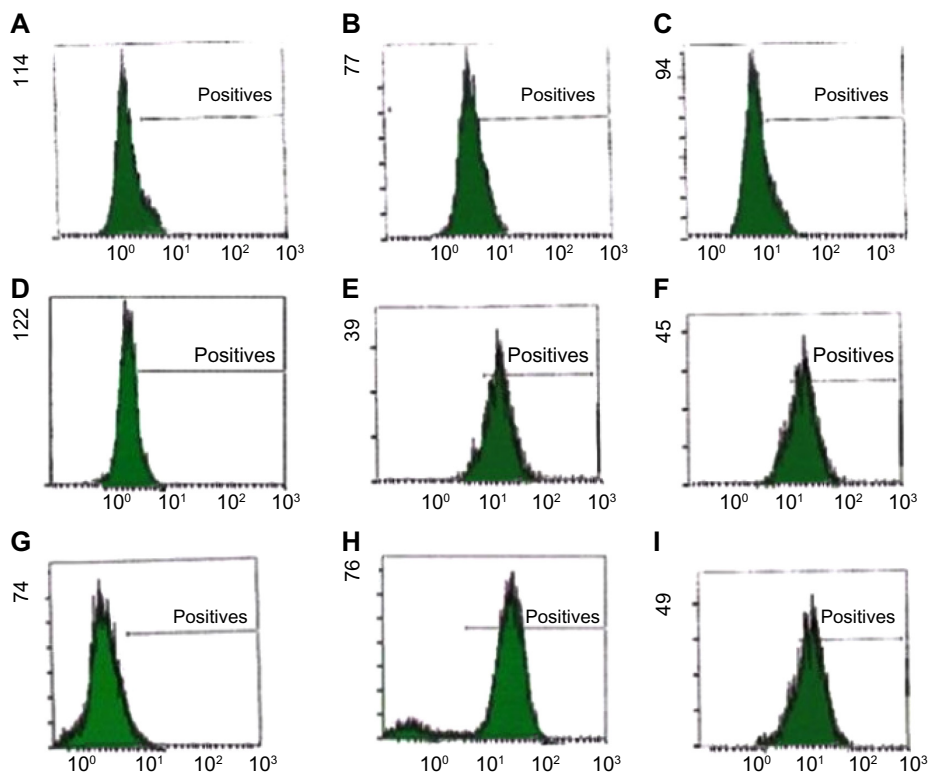 A B C
114 Positives 77 Positives 94 Positives
10⁰ 10¹ 10² 10³ 10⁰ 10¹ 10² 10³ 10⁰ 10¹ 10² 10³
D E F
122 Positives 39 Positives 45 Positives
10⁰ 10¹ 10² 10³ 10⁰ 10¹ 10² 10³ 10⁰ 10¹ 10² 10³
G H I
74 Positives 76 Positives 49 Positives
10⁰ 10¹ 10² 10³ 10⁰ 10¹ 10² 10³ 10⁰ 10¹ 10² 10³